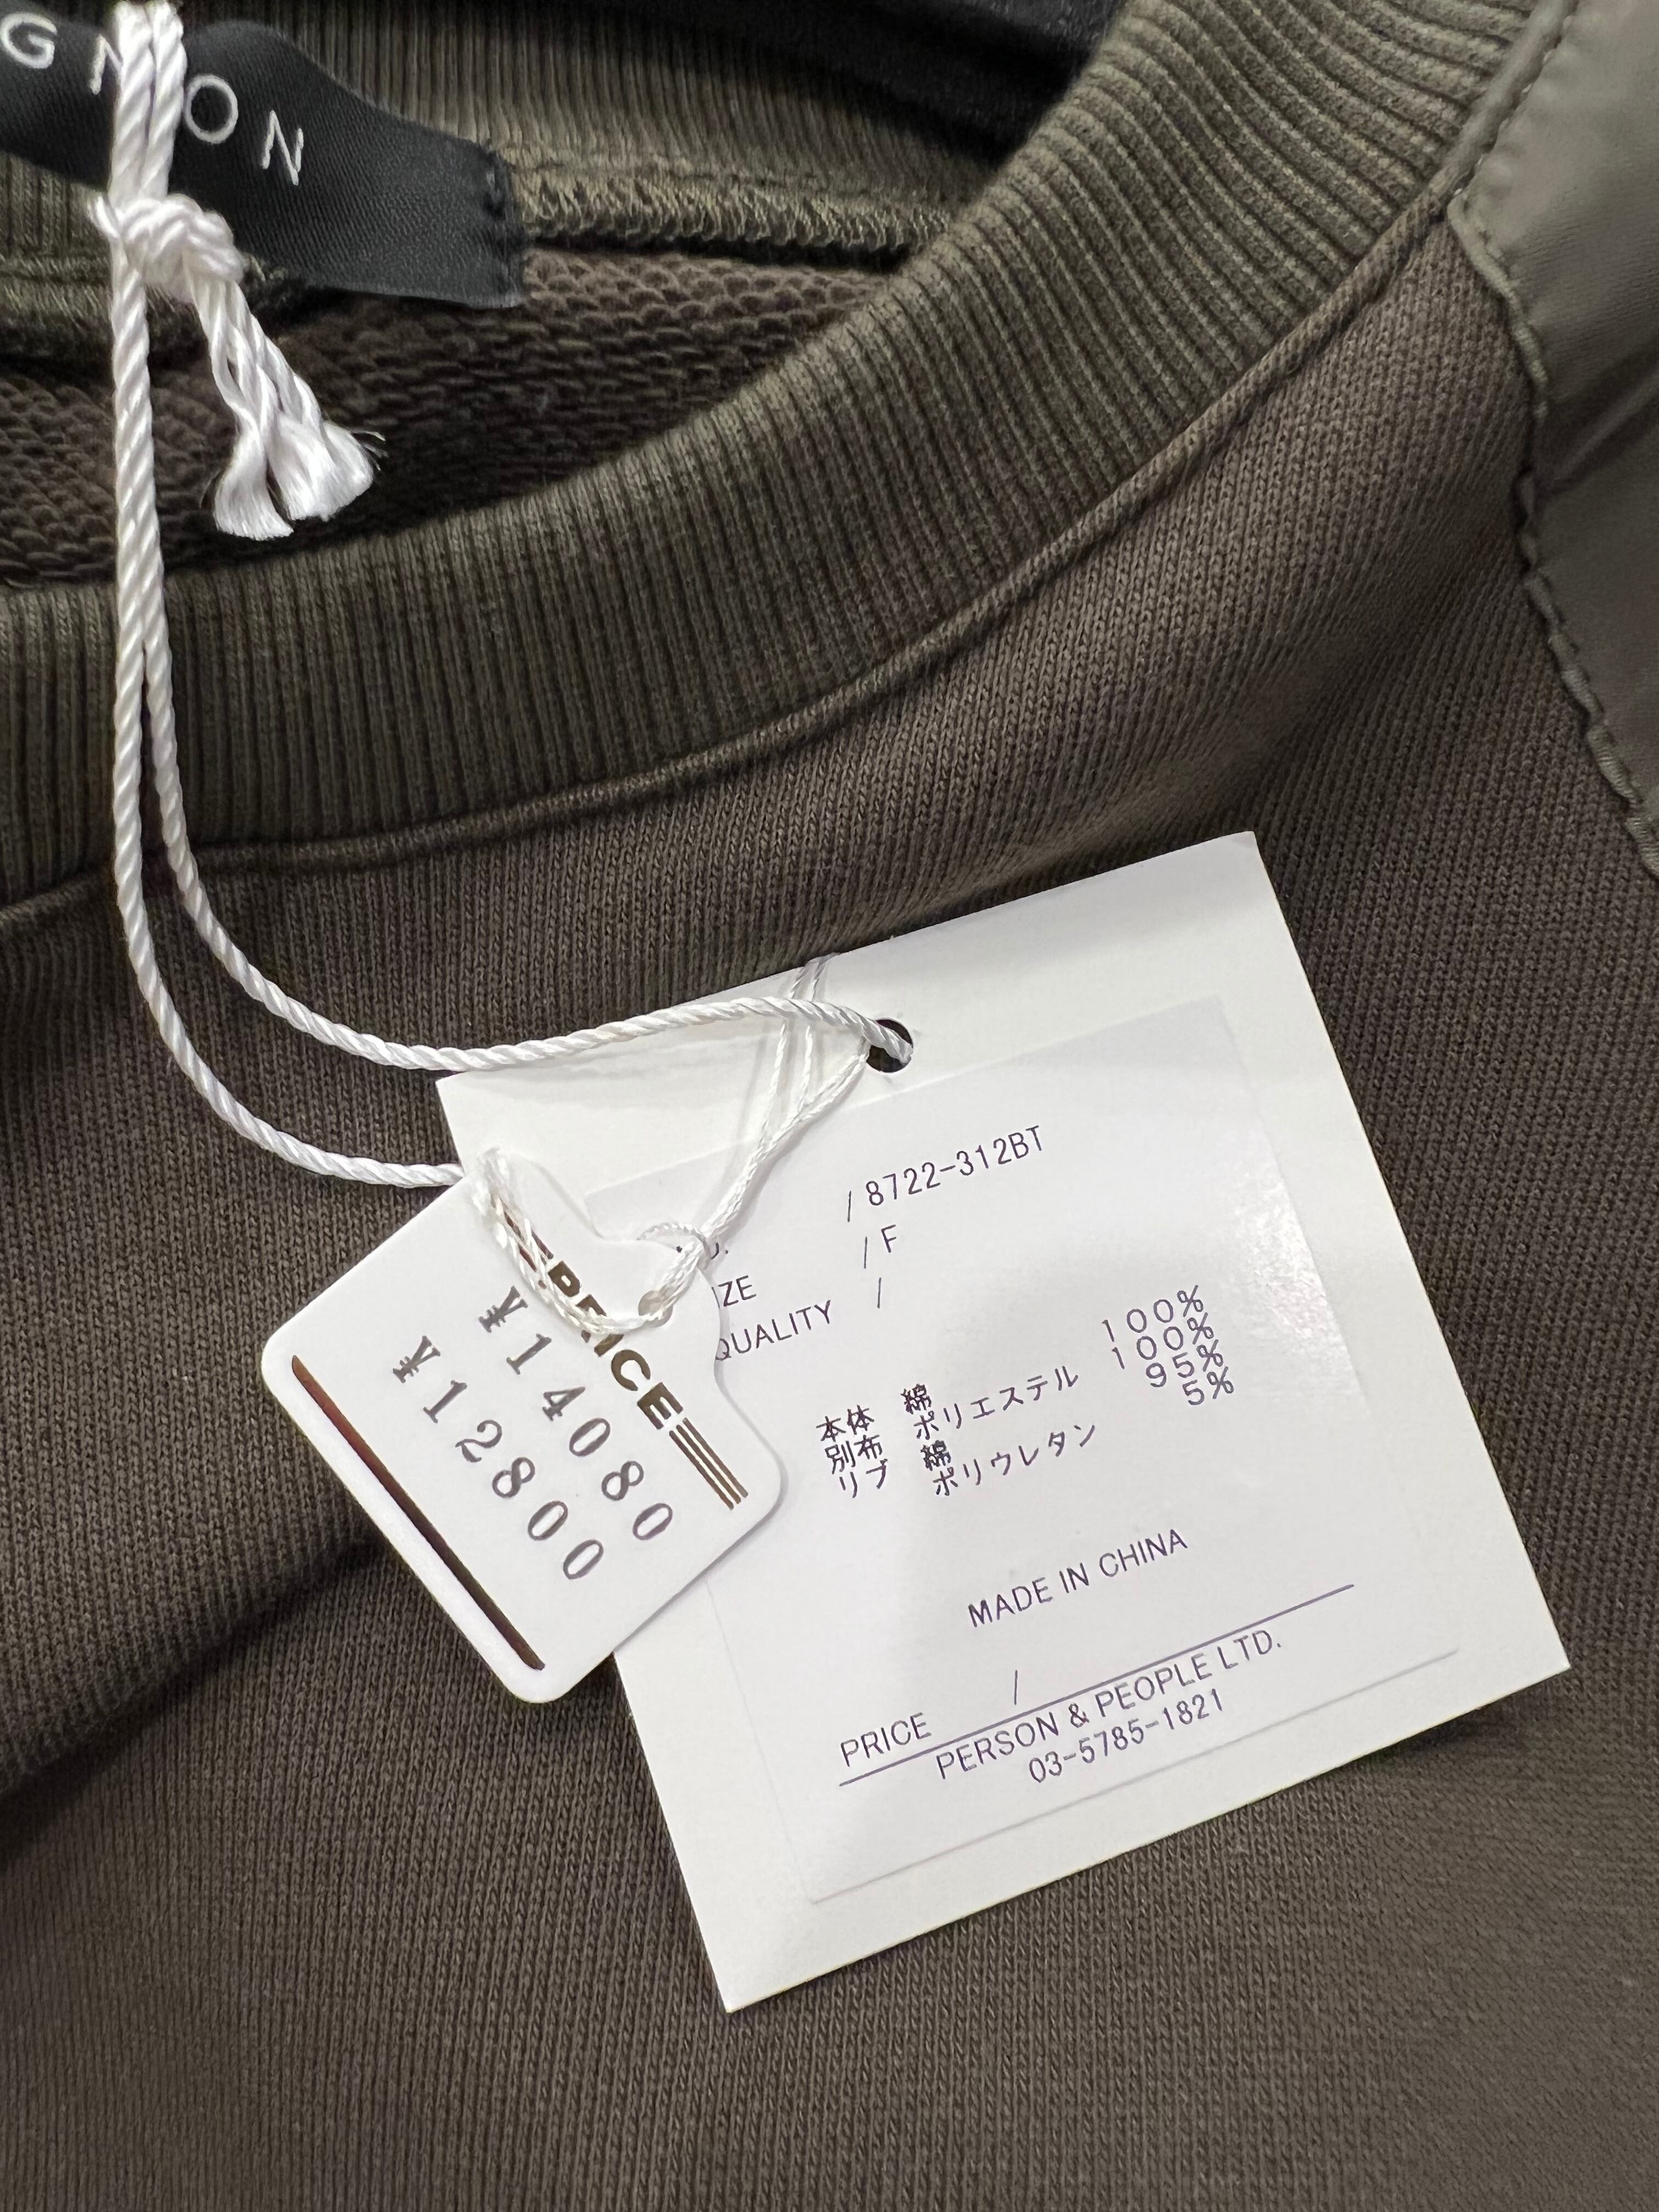 GNON
PRICE
¥14080
¥12800
/ 8722-312BT
IZE / F
QUALITY /
本体 綿 100%
別布 ポリエステル 100%
リブ 綿 95%
ポリウレタン 5%
MADE IN CHINA
PRICE /
PERSON & PEOPLE LTD.
03-5785-1821